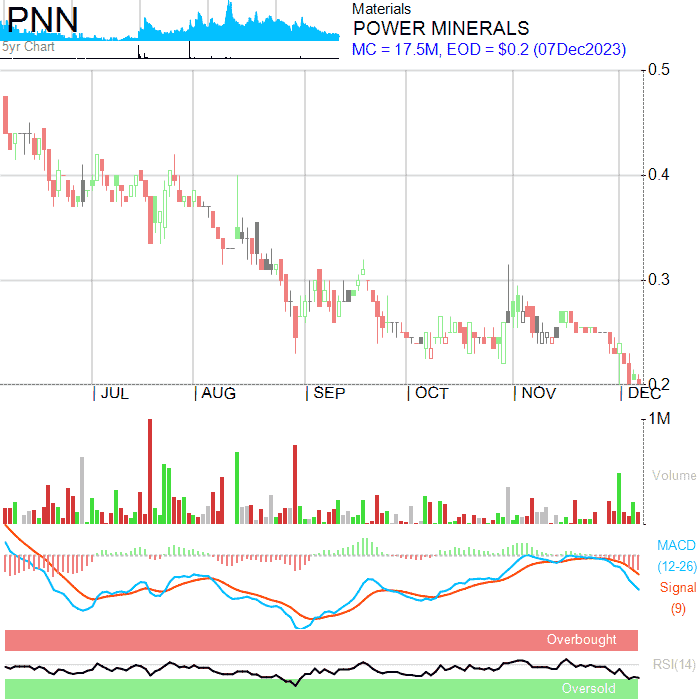 PNN
5yr Chart
Materials
POWER MINERALS
MC = 17.5M, EOD = $0.2 (07Dec2023)
0.5
0.4
0.3
0.2
JUL AUG SEP OCT NOV DEC
1M
Volume
MACD
(12-26)
Signal
(9)
Overbought
RSI(14)
Oversold